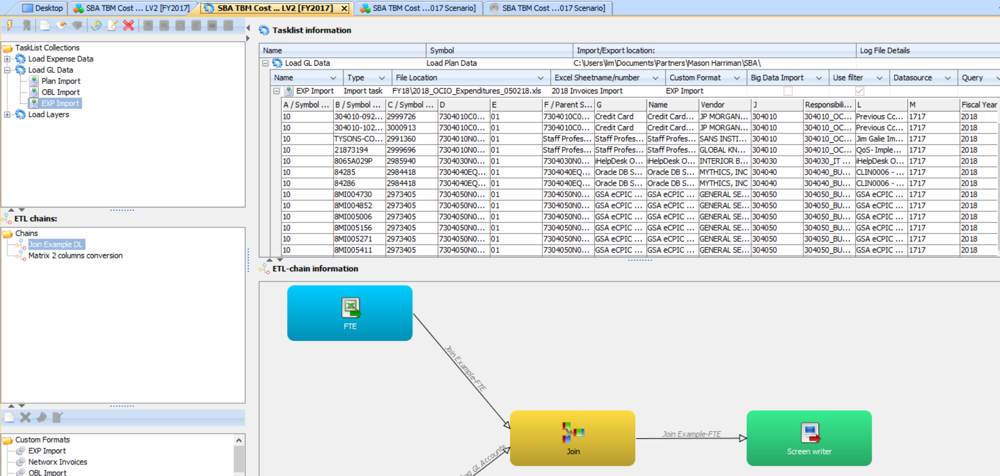 Desktop
SBA TBM Cost ... LV2 [FY2017]
SBA TBM Cost ... LV2 [FY2017]
SBA TBM Cost ...017 Scenario]
SBA TBM Cost ...017 Scenario]
TaskList Collections
Load Expense Data
Load GL Data
Plan Import
OBL Import
EXP Import
Load Layers
ETL chains:
Chains
Join Example DL
Matrix 2 columns conversion
Custom Formats
EXP Import
Networx Invoices
OBL Import
Tasklist information
Name Symbol Import/Export location: Log File Details
Load GL Data Load Plan Data C:\Users\lim\Documents\Partners\Mason Harriman\SBA\
Name Type File Location Excel Sheetname/number Custom Format Big Data Import Use filter Datasource Query
EXP Import Import task FY18\2018_OCIO_Expenditures_050218.xls 2018 Invoices Import EXP Import
A / Symbol ... B / Symbol ... C / Symbol ... D E F / Parent S... G Name Vendor J Responsibili... L M Fiscal Year
10 304010-092... 2999726 7304010C0... 01 7304010C0... Credit Card Credit Card... JP MORGAN... 304010 304010_OC... Previous Cc... 1717 2018
10 304010-102... 3000913 7304010C0... 01 7304010C0... Credit Card Credit Card... JP MORGAN... 304010 304010_OC... Previous Cc... 1717 2018
10 TYSONS-CO... 2991360 7304010N0... 01 Staff Profes... Staff Profes... Staff Profes... SANS INSTI... 304010 304010_OC... Jim Galie Im... 1717 2018
10 21873194 2999696 7304010N0... 01 Staff Profes... Staff Profes... Staff Profes... GLOBAL KN... 304010 304010_OC... QoS- Imple... 1717 2018
10 8065A029P 2985940 7304030N0... 01 7304030N0... iHelpDesk O... iHelpDesk O... INTERIOR B... 304030 304030_IT ... iHelpDesk O... 1717 2018
10 84285 2984418 7304040EQ... 01 7304040EQ... Oracle DB S... Oracle DB S... MYTHICS, INC 304040 304040_BU... CLIN0006 - ... 1717 2018
10 84286 2984418 7304040EQ... 01 7304040EQ... Oracle DB S... Oracle DB S... MYTHICS, INC 304040 304040_BU... CLIN0006 - ... 1717 2018
10 8MI004730 2973405 7304050N0... 01 7304050N0... GSA eCPIC ... GSA eCPIC ... GENERAL SE... 304050 304050_BU... GSA eCPIC ... 1717 2018
10 8MI004852 2973405 7304050N0... 01 7304050N0... GSA eCPIC ... GSA eCPIC ... GENERAL SE... 304050 304050_BU... GSA eCPIC ... 1717 2018
10 8MI005006 2973405 7304050N0... 01 7304050N0... GSA eCPIC ... GSA eCPIC ... GENERAL SE... 304050 304050_BU... GSA eCPIC ... 1717 2018
10 8MI005156 2973405 7304050N0... 01 7304050N0... GSA eCPIC ... GSA eCPIC ... GENERAL SE... 304050 304050_BU... GSA eCPIC ... 1717 2018
10 8MI005271 2973405 7304050N0... 01 7304050N0... GSA eCPIC ... GSA eCPIC ... GENERAL SE... 304050 304050_BU... GSA eCPIC ... 1717 2018
10 8MI005411 2973405 7304050N0... 01 7304050N0... GSA eCPIC ... GSA eCPIC ... GENERAL SE... 304050 304050_BU... GSA eCPIC ... 1717 2018
ETL-chain information
FTE
Join Example-FTE
Join
Join Example-FTE
Screen writer
GL Accounts